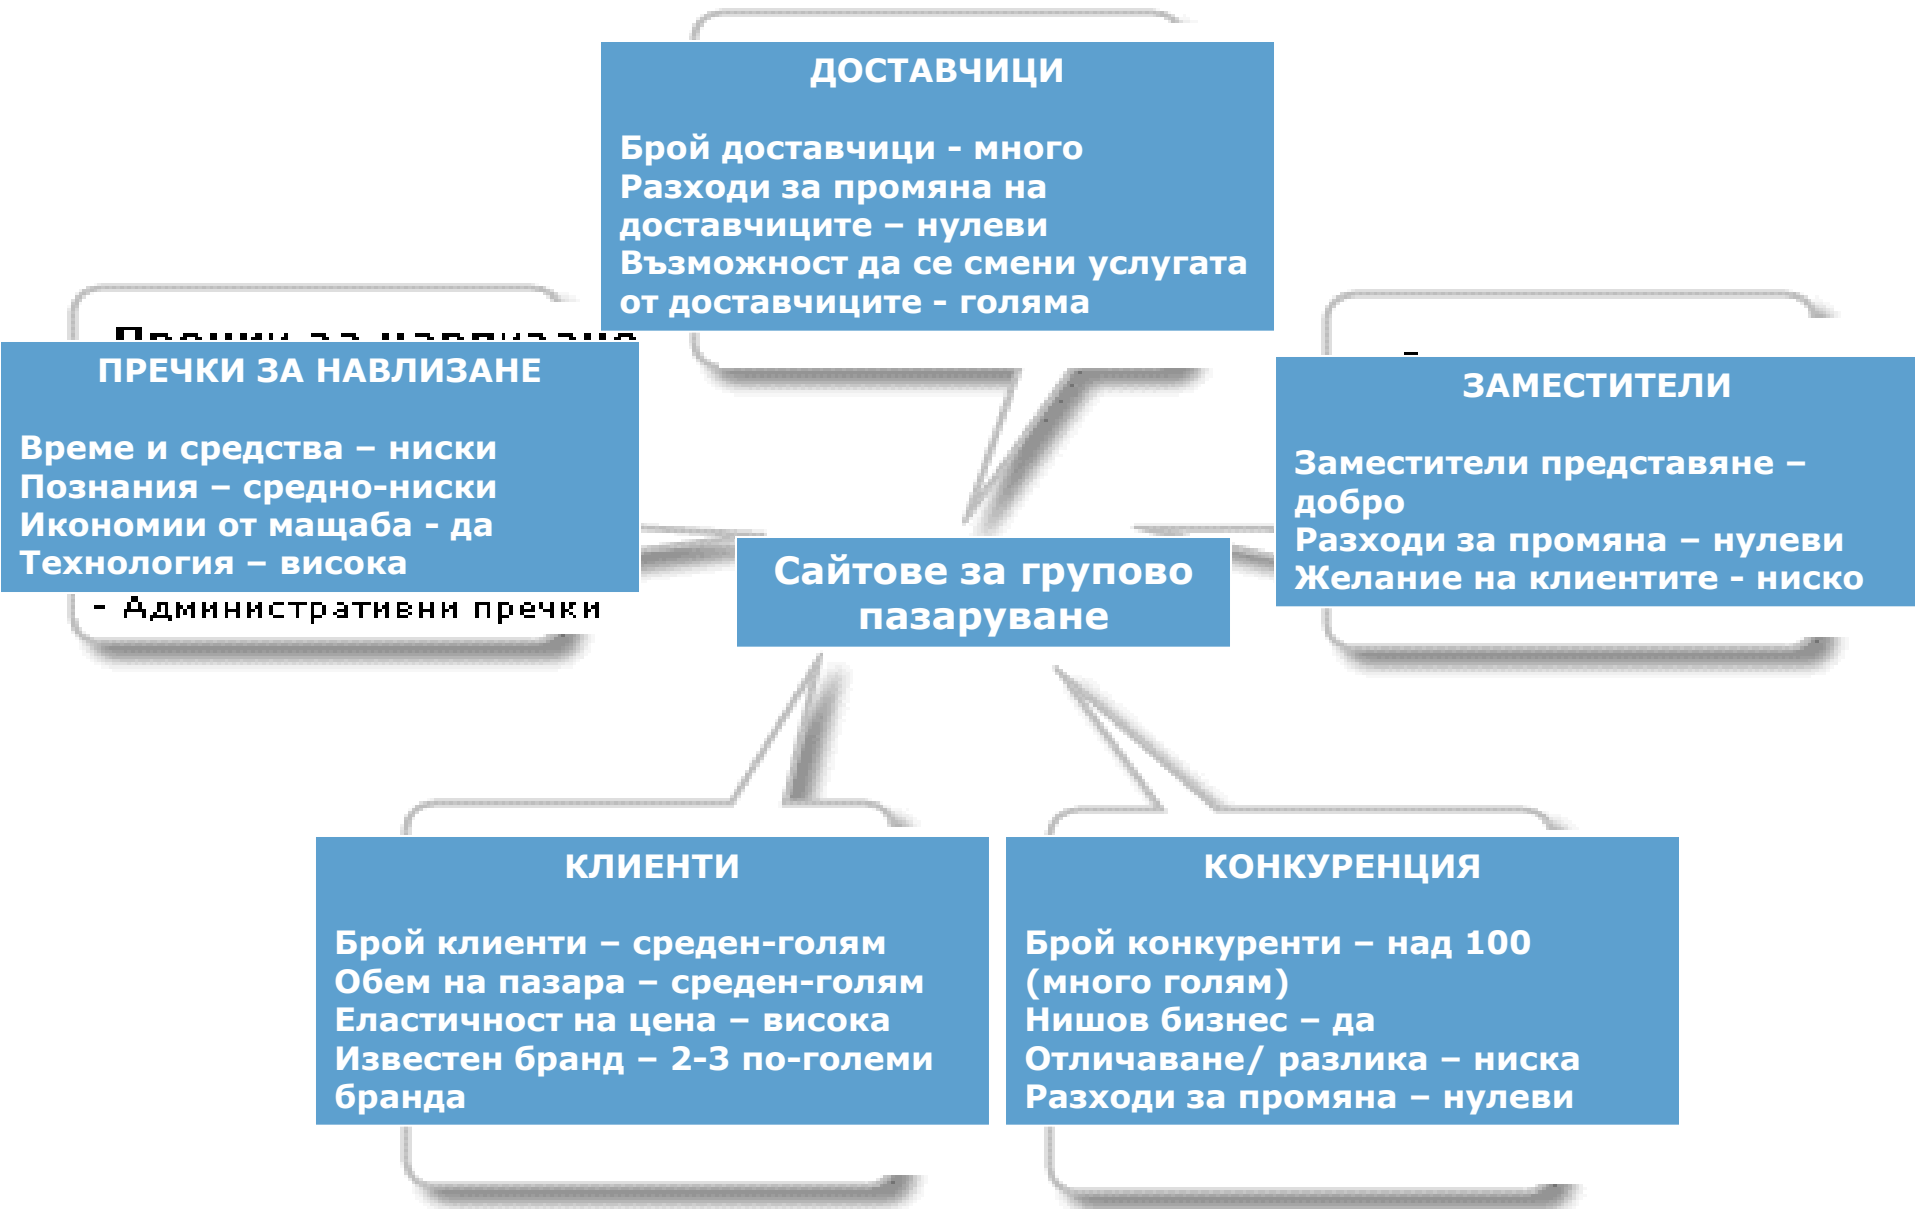 ДОСТАВЧИЦИ
Брой доставчици - много
Разходи за промяна на
доставчиците – нулеви
Възможност да се смени услугата
от доставчиците - голяма
ПРЕЧКИ ЗА НАВЛИЗАНЕ
Време и средства – ниски
Познания – средно-ниски
Икономии от мащаба - да
Технология – висока
- Административни пречки
ЗАМЕСТИТЕЛИ
Заместители представяне –
добро
Разходи за промяна – нулеви
Желание на клиентите - ниско
Сайтове за групово
пазаруване
КЛИЕНТИ
Брой клиенти – среден-голям
Обем на пазара – среден-голям
Еластичност на цена – висока
Известен бранд – 2-3 по-големи
бранда
КОНКУРЕНЦИЯ
Брой конкуренти – над 100
(много голям)
Нишов бизнес – да
Отличаване/ разлика – ниска
Разходи за промяна – нулеви